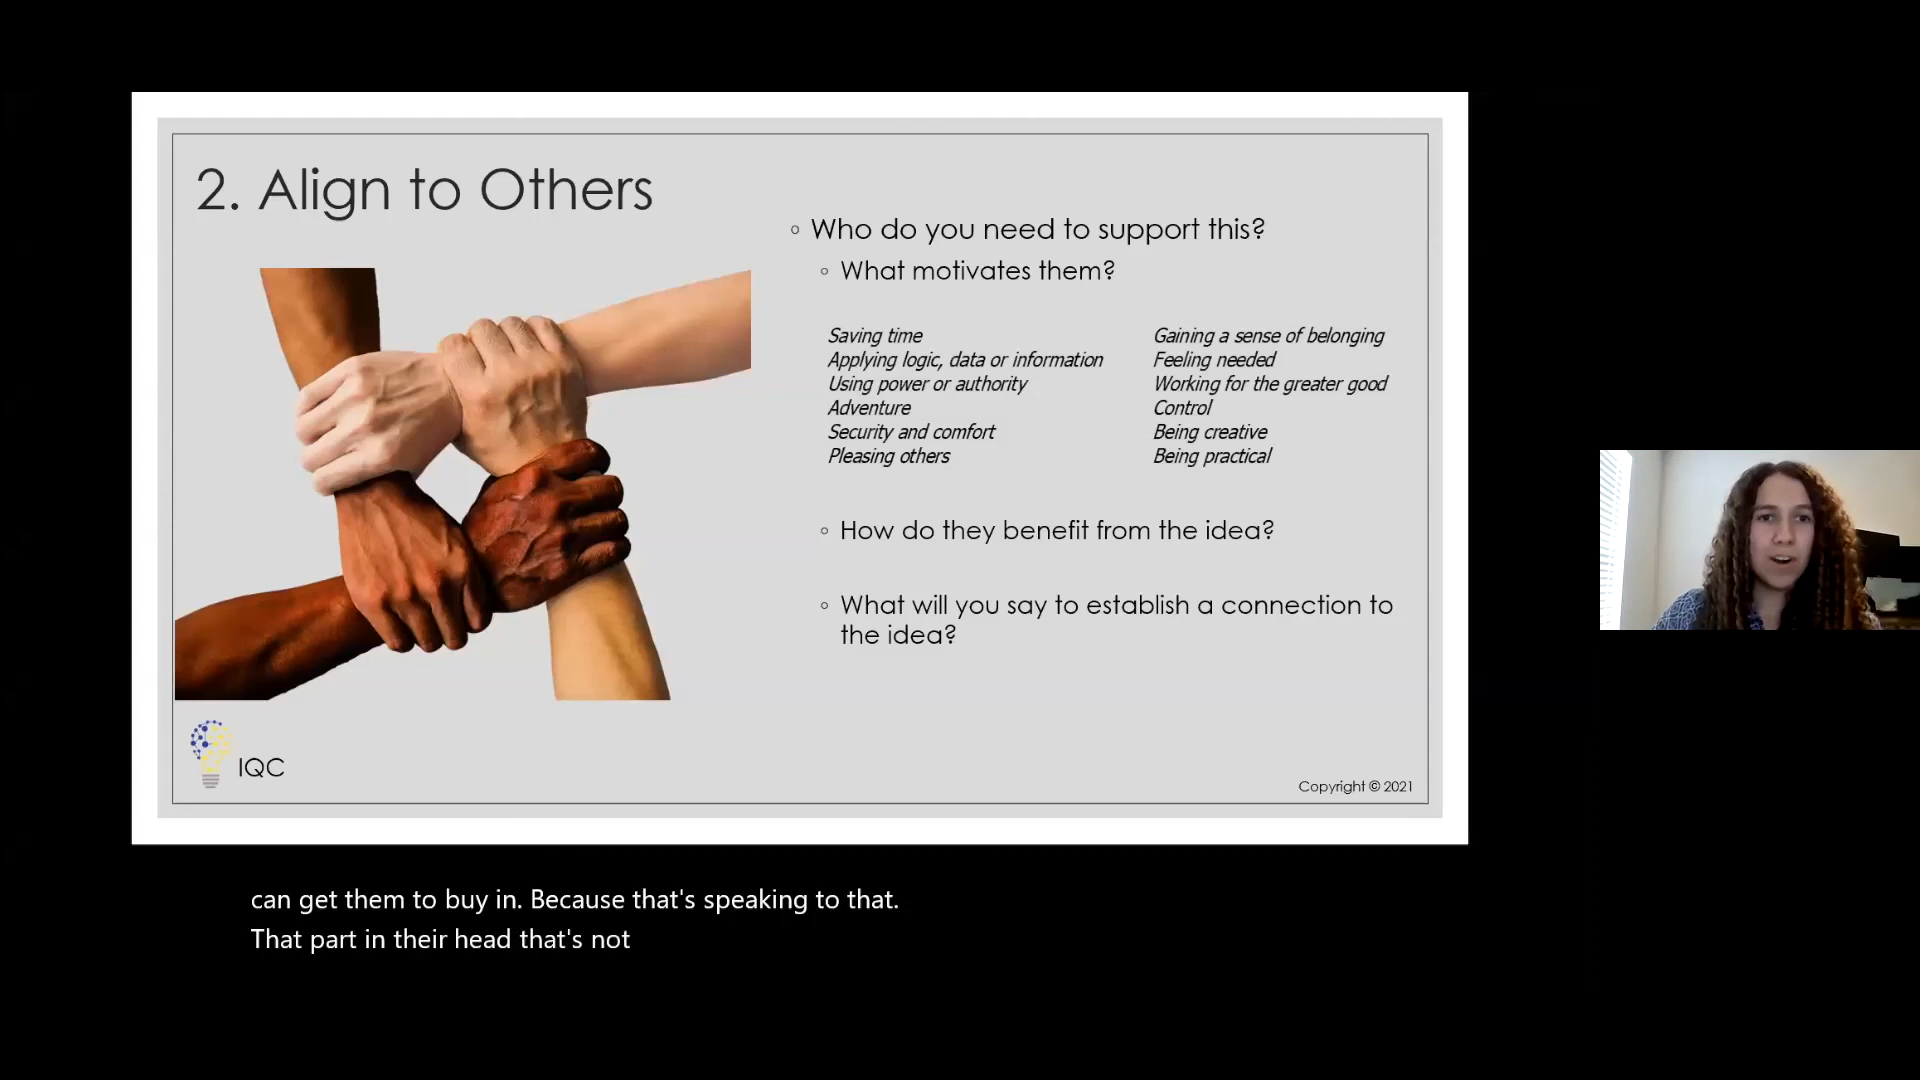 2. Align to Others
◦ Who do you need to support this?
◦ What motivates them?
Saving time
Applying logic, data or information
Using power or authority
Adventure
Security and comfort
Pleasing others
Gaining a sense of belonging
Feeling needed
Working for the greater good
Control
Being creative
Being practical
◦ How do they benefit from the idea?
◦ What will you say to establish a connection to
the idea?
IQC
Copyright © 2021
can get them to buy in. Because that's speaking to that.
That part in their head that's not